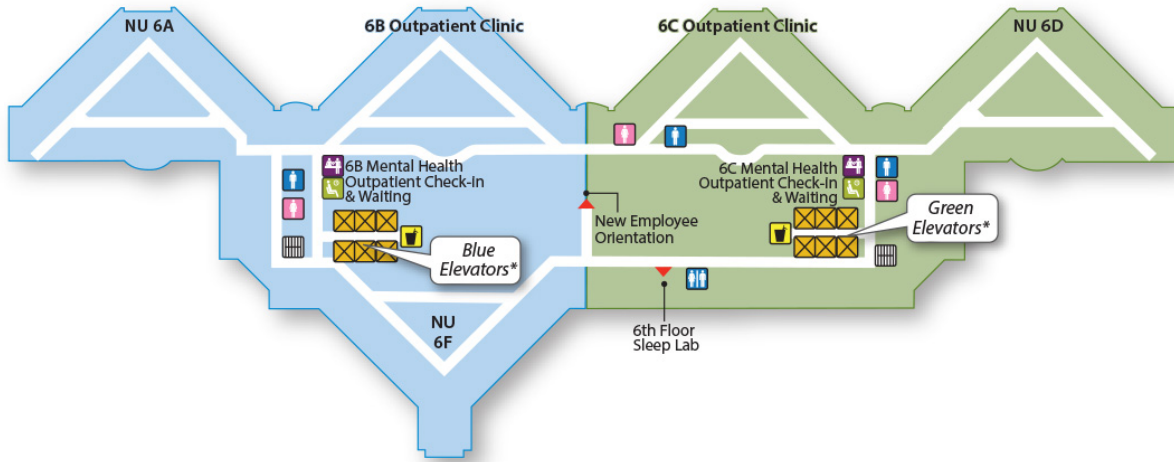 NU 6A
6B Outpatient Clinic
6C Outpatient Clinic
NU 6D
6B Mental Health
Outpatient Check-In
& Waiting
6C Mental Health
Outpatient Check-In
& Waiting
New Employee
Orientation
Green
Elevators*
Blue
Elevators*
NU
6F
6th Floor
Sleep Lab